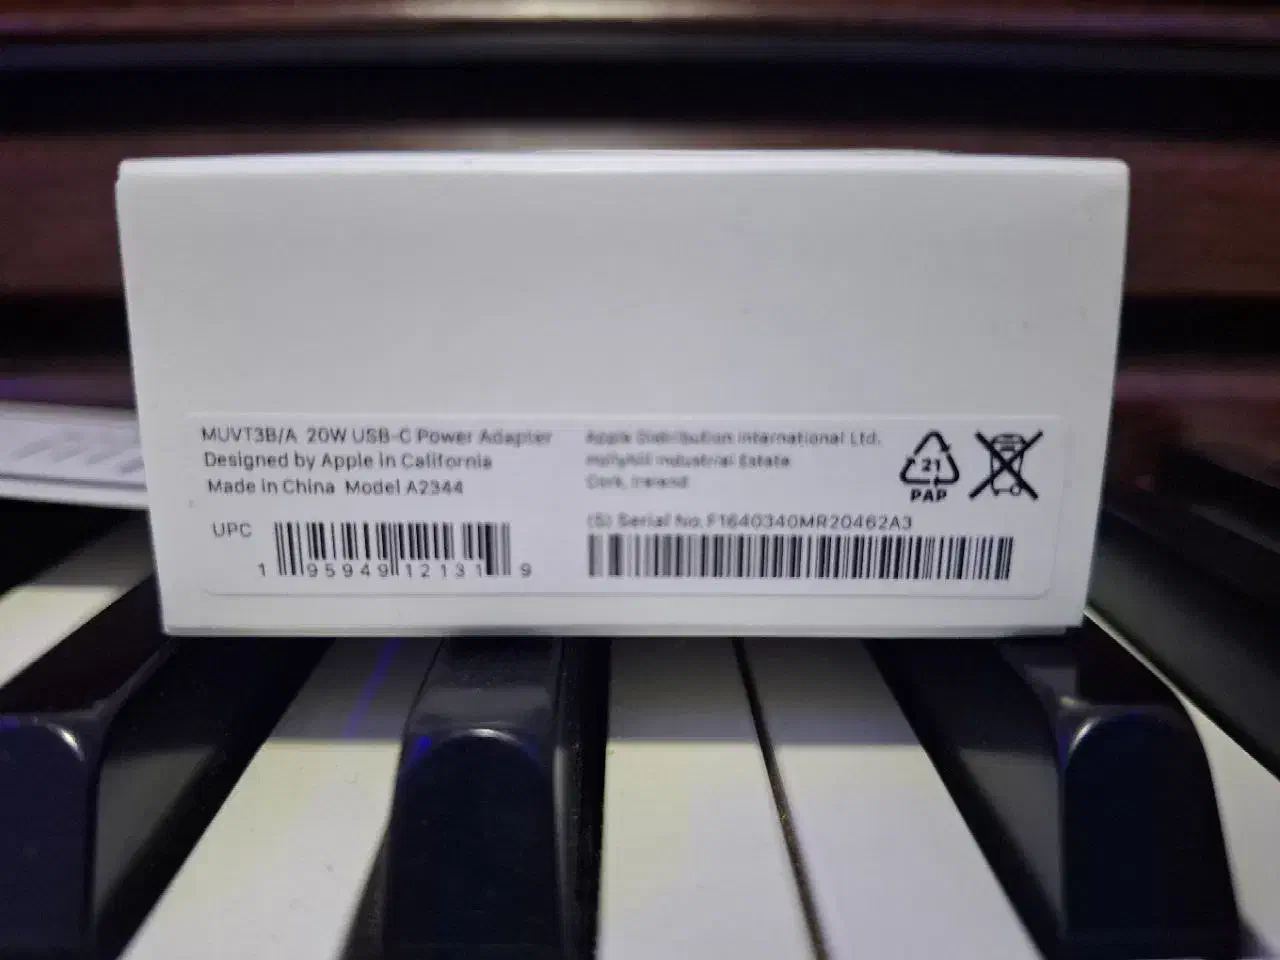 MUVT3B/A 20W USB-C Power Adapter
Designed by Apple in California
Made in China Model A2344
UPC
1 95949 12131 9
Apple Distribution International Ltd.
Hollyhill Industrial Estate
Cork, Ireland
(S) Serial No. F1640340MR20462A3
21
PAP